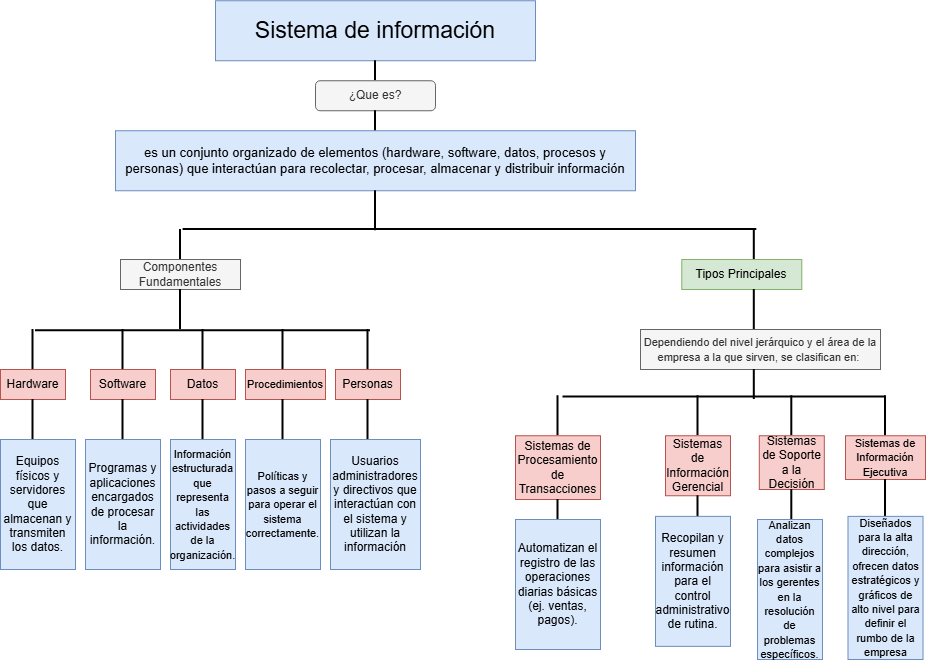 Sistema de información
¿Que es?
es un conjunto organizado de elementos (hardware, software, datos, procesos y
personas) que interactúan para recolectar, procesar, almacenar y distribuir información
Componentes
Fundamentales
Tipos Principales
Dependiendo del nivel jerárquico y el área de la
empresa a la que sirven, se clasifican en:
Hardware
Software
Datos
Procedimientos
Personas
Equipos
físicos y
servidores
que
almacenan y
transmiten
los datos.
Programas y
aplicaciones
encargados
de procesar
la
información.
Información
estructurada
que
representa
las
actividades
de la
organización.
Políticas y
pasos a seguir
para operar el
sistema
correctamente.
Usuarios
administradores
y directivos que
interactúan con
el sistema y
utilizan la
información
Sistemas de
Procesamiento
de
Transacciones
Sistemas
de
Información
Gerencial
Sistemas
de Soporte
a la
Decisión
Sistemas de
Información
Ejecutiva
Automatizan el
registro de las
operaciones
diarias básicas
(ej. ventas,
pagos).
Recopilan y
resumen
información
para el
control
administrativo
de rutina.
Analizan
datos
complejos
para asistir a
los gerentes
en la
resolución
de
problemas
específicos.
Diseñados
para la alta
dirección,
ofrecen datos
estratégicos y
gráficos de
alto nivel para
definir el
rumbo de la
empresa